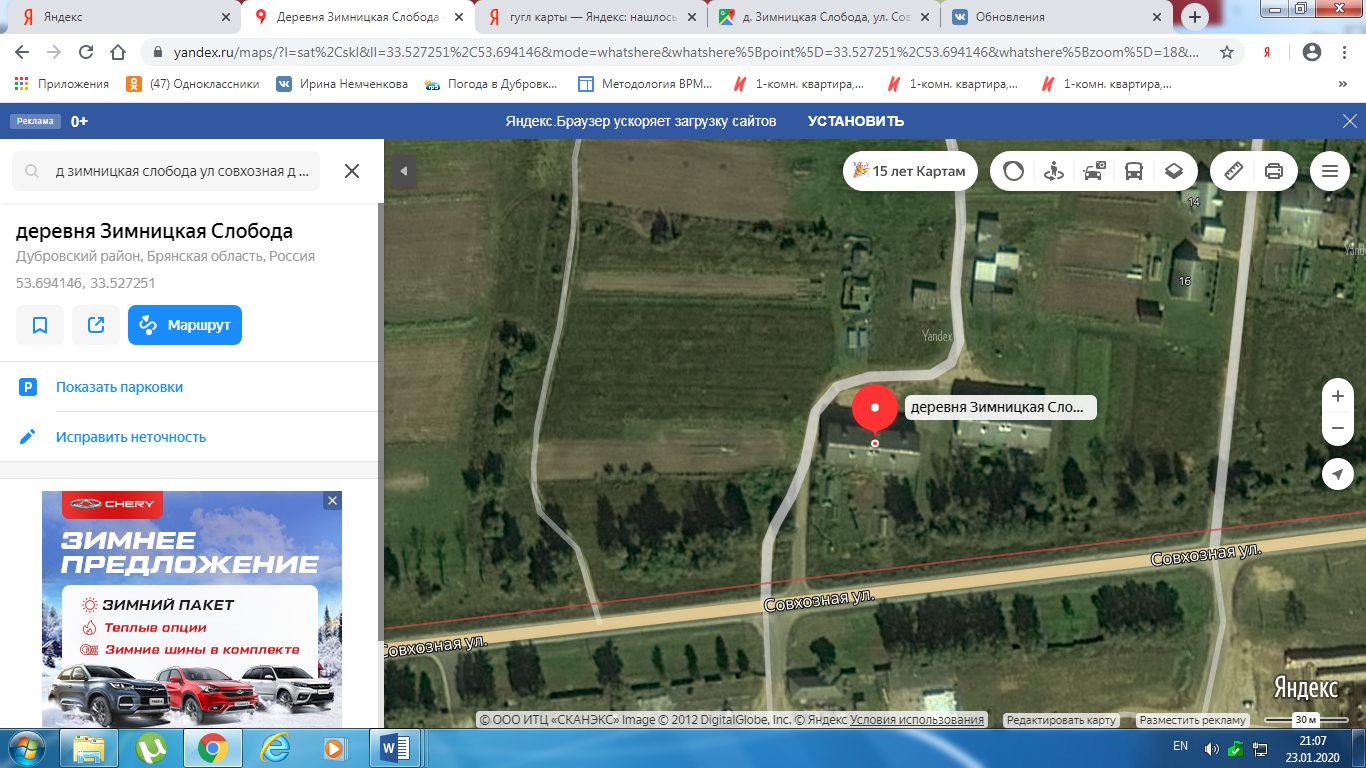 Яндекс
Деревня Зимницкая Слобода
гугл карты — Яндекс: нашлось
д. Зимницкая Слобода, ул. Сов
Обновления
yandex.ru/maps/?l=sat%2Cskl&ll=33.527251%2C53.694146&mode=whatshere&whatshere%5Bpoint%5D=33.527251%2C53.694146&whatshere%5Bzoom%5D=18&...
Приложения
(47) Одноклассники
Ирина Немченкова
Погода в Дубровк...
Методология ВРМ...
1-комн. квартира,...
1-комн. квартира,...
1-комн. квартира,...
»
Реклама
0+
Яндекс.Браузер ускоряет загрузку сайтов
УСТАНОВИТЬ
д зимницкая слобода ул совхозная д ...
15 лет Картам
деревня Зимницкая Слобода
Дубровский район, Брянская область, Россия
53.694146, 33.527251
Маршрут
Показать парковки
Исправить неточность
CHERY
ЗИМНЕЕ
ПРЕДЛОЖЕНИЕ
ЗИМНИЙ ПАКЕТ
Теплые опции
Зимние шины в комплекте
14
16
Yandex
деревня Зимницкая Сло...
Совхозная ул.
Совхозная ул.
Совхозная ул.
Яндекс
© ООО ИТЦ «СКАНЭКС» Image © 2012 DigitalGlobe, Inc. © Яндекс Условия использования
Редактировать карту
Разместить рекламу
30 м
EN
21:07
23.01.2020